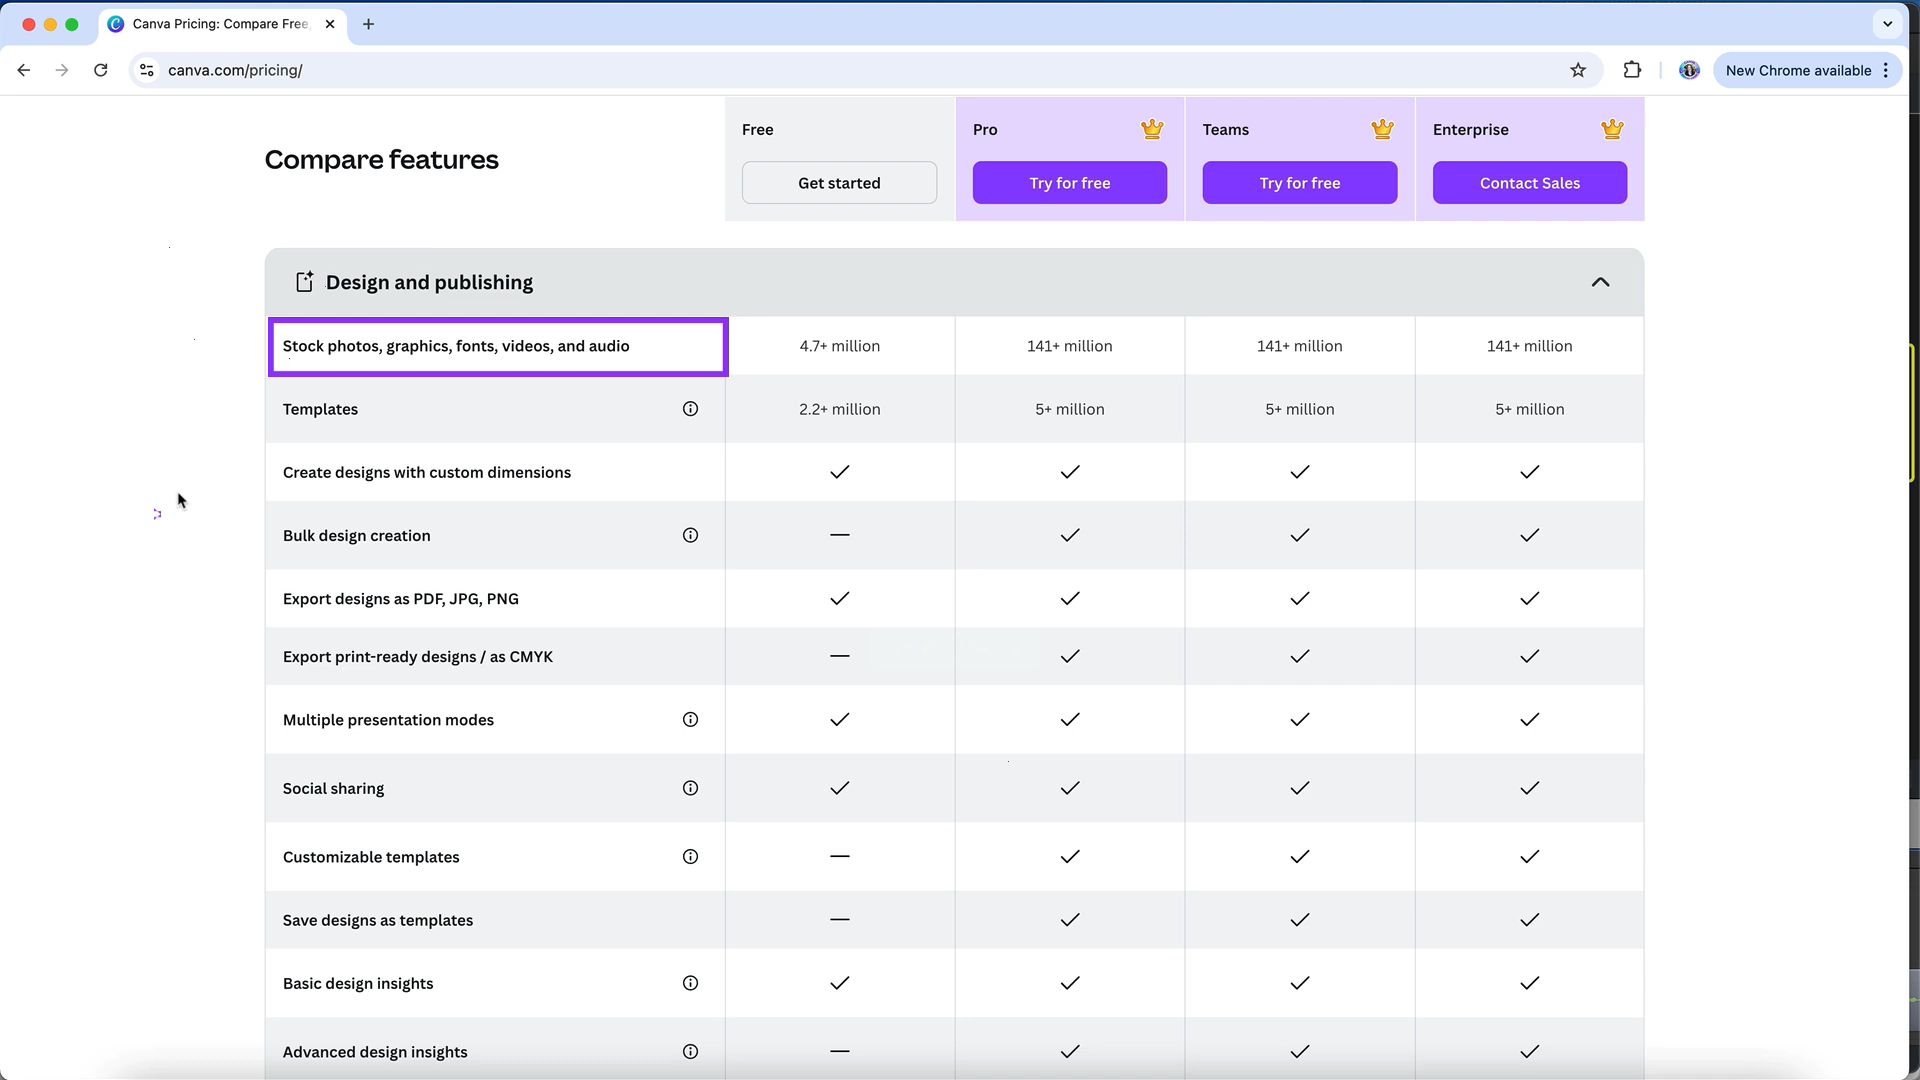 Canva Pricing: Compare Free,
canva.com/pricing/
New Chrome available
Compare features
Free
Pro
Teams
Enterprise
Get started
Try for free
Try for free
Contact Sales
Design and publishing
Stock photos, graphics, fonts, videos, and audio
4.7+ million
141+ million
141+ million
141+ million
Templates
2.2+ million
5+ million
5+ million
5+ million
Create designs with custom dimensions
Bulk design creation
Export designs as PDF, JPG, PNG
Export print-ready designs / as CMYK
Multiple presentation modes
Social sharing
Customizable templates
Save designs as templates
Basic design insights
Advanced design insights